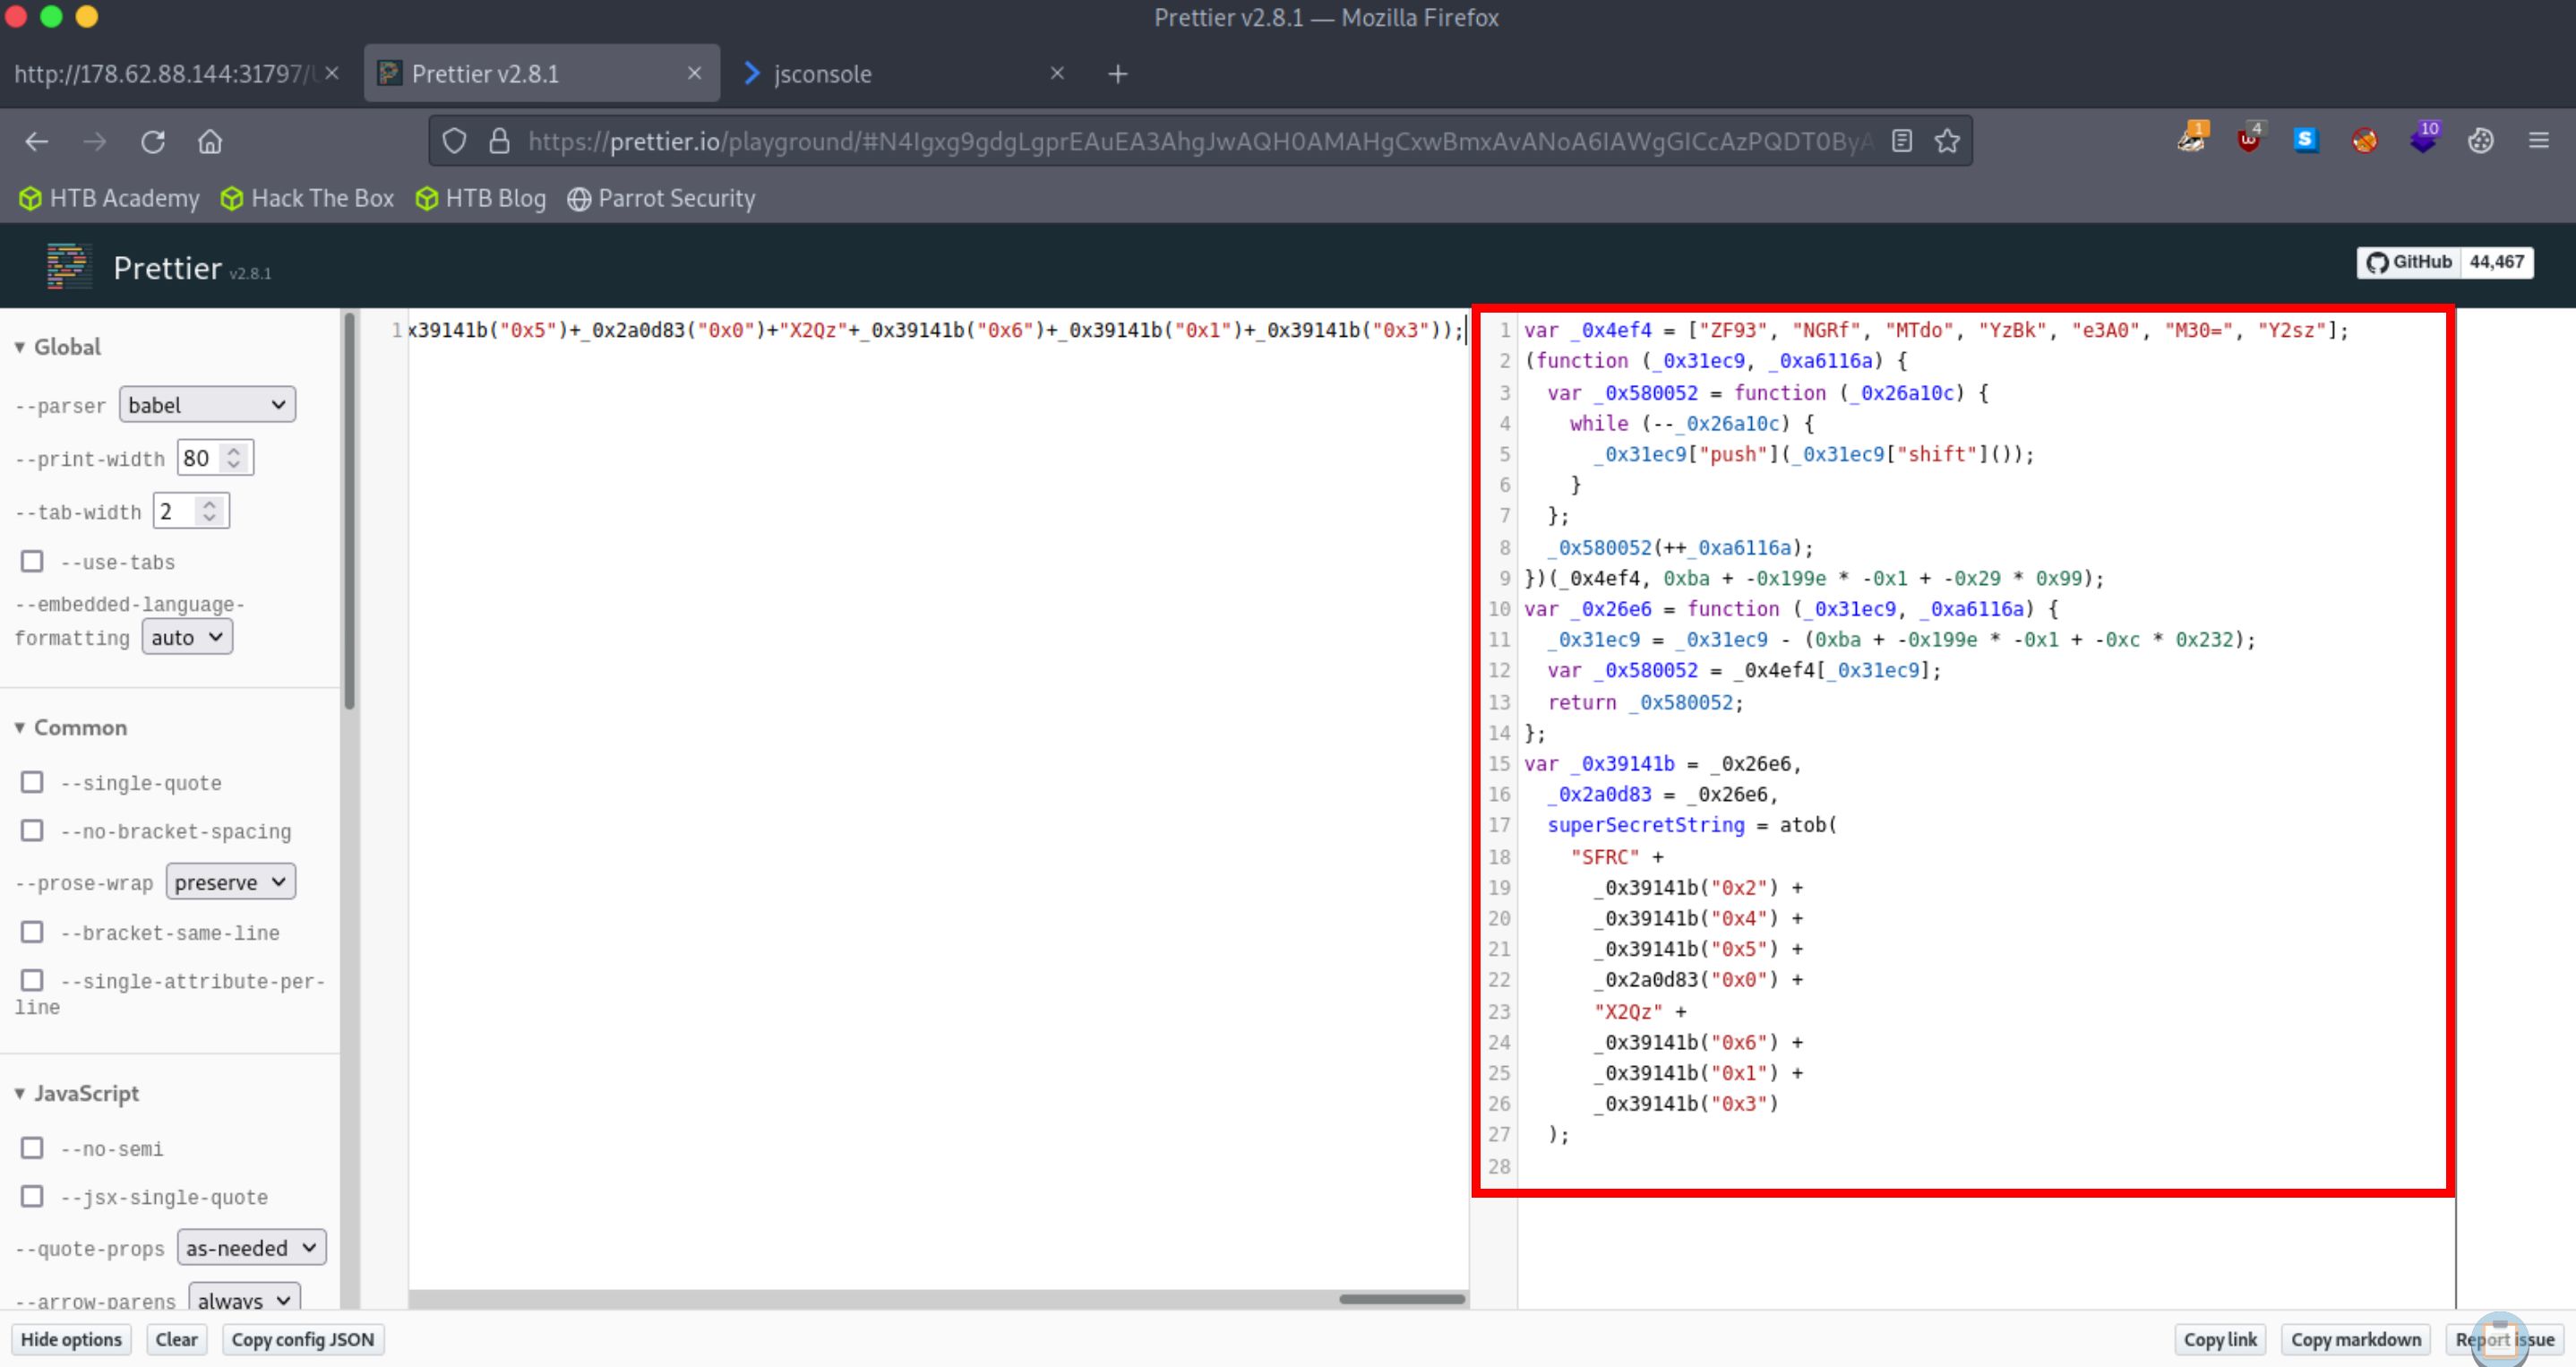 Prettier v2.8.1 — Mozilla Firefox
http://178.62.88.144:31797/
Prettier v2.8.1
jsconsole
https://prettier.io/playground/#N4Igxg9gdgLgprEAuEA3AhgJwAQH0AMAHgCxwBmxAvANoA6IAWgGICcAzPQDT0ByA
1
4
S
10
HTB Academy
Hack The Box
HTB Blog
Parrot Security
Prettier v2.8.1
GitHub 44,467
Global
--parser babel
--print-width 80
--tab-width 2
--use-tabs
--embedded-language-
formatting auto
Common
--single-quote
--no-bracket-spacing
--prose-wrap preserve
--bracket-same-line
--single-attribute-per-
line
JavaScript
--no-semi
--jsx-single-quote
--quote-props as-needed
--arrow-parens always
1 x39141b("0x5")+_0x2a0d83("0x0")+"X2Qz"+_0x39141b("0x6")+_0x39141b("0x1")+_0x39141b("0x3"));
1 var _0x4ef4 = ["ZF93", "NGRf", "MTdo", "YzBk", "e3A0", "M30=", "Y2sz"];
2 (function (_0x31ec9, _0xa6116a) {
3 var _0x580052 = function (_0x26a10c) {
4 while (--_0x26a10c) {
5 _0x31ec9["push"](_0x31ec9["shift"]());
6 }
7 };
8 _0x580052(++_0xa6116a);
9 })(_0x4ef4, 0xba + -0x199e * -0x1 + -0x29 * 0x99);
10 var _0x26e6 = function (_0x31ec9, _0xa6116a) {
11 _0x31ec9 = _0x31ec9 - (0xba + -0x199e * -0x1 + -0xc * 0x232);
12 var _0x580052 = _0x4ef4[_0x31ec9];
13 return _0x580052;
14 };
15 var _0x39141b = _0x26e6,
16 _0x2a0d83 = _0x26e6,
17 superSecretString = atob(
18 "SFRC" +
19 _0x39141b("0x2") +
20 _0x39141b("0x4") +
21 _0x39141b("0x5") +
22 _0x2a0d83("0x0") +
23 "X2Qz" +
24 _0x39141b("0x6") +
25 _0x39141b("0x1") +
26 _0x39141b("0x3")
27 );
28
Hide options
Clear
Copy config JSON
Copy link
Copy markdown
Report issue